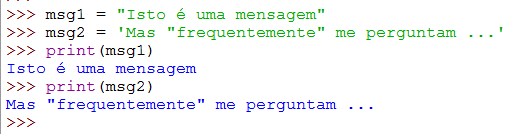 >>> msg1 = "Isto é uma mensagem"
>>> msg2 = 'Mas "frequentemente" me perguntam ...'
>>> print(msg1)
Isto é uma mensagem
>>> print(msg2)
Mas "frequentemente" me perguntam ...
>>>